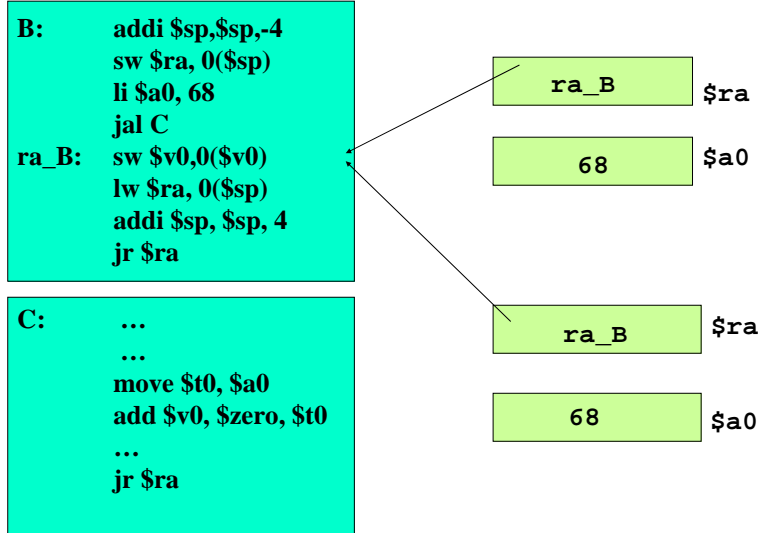 B: addi $sp,$sp,-4
sw $ra, 0($sp)
li $a0, 68
jal C
ra_B: sw $v0,0($v0)
lw $ra, 0($sp)
addi $sp, $sp, 4
jr $ra
ra_B $ra
68 $a0
C: …
…
move $t0, $a0
add $v0, $zero, $t0
…
jr $ra
ra_B $ra
68 $a0